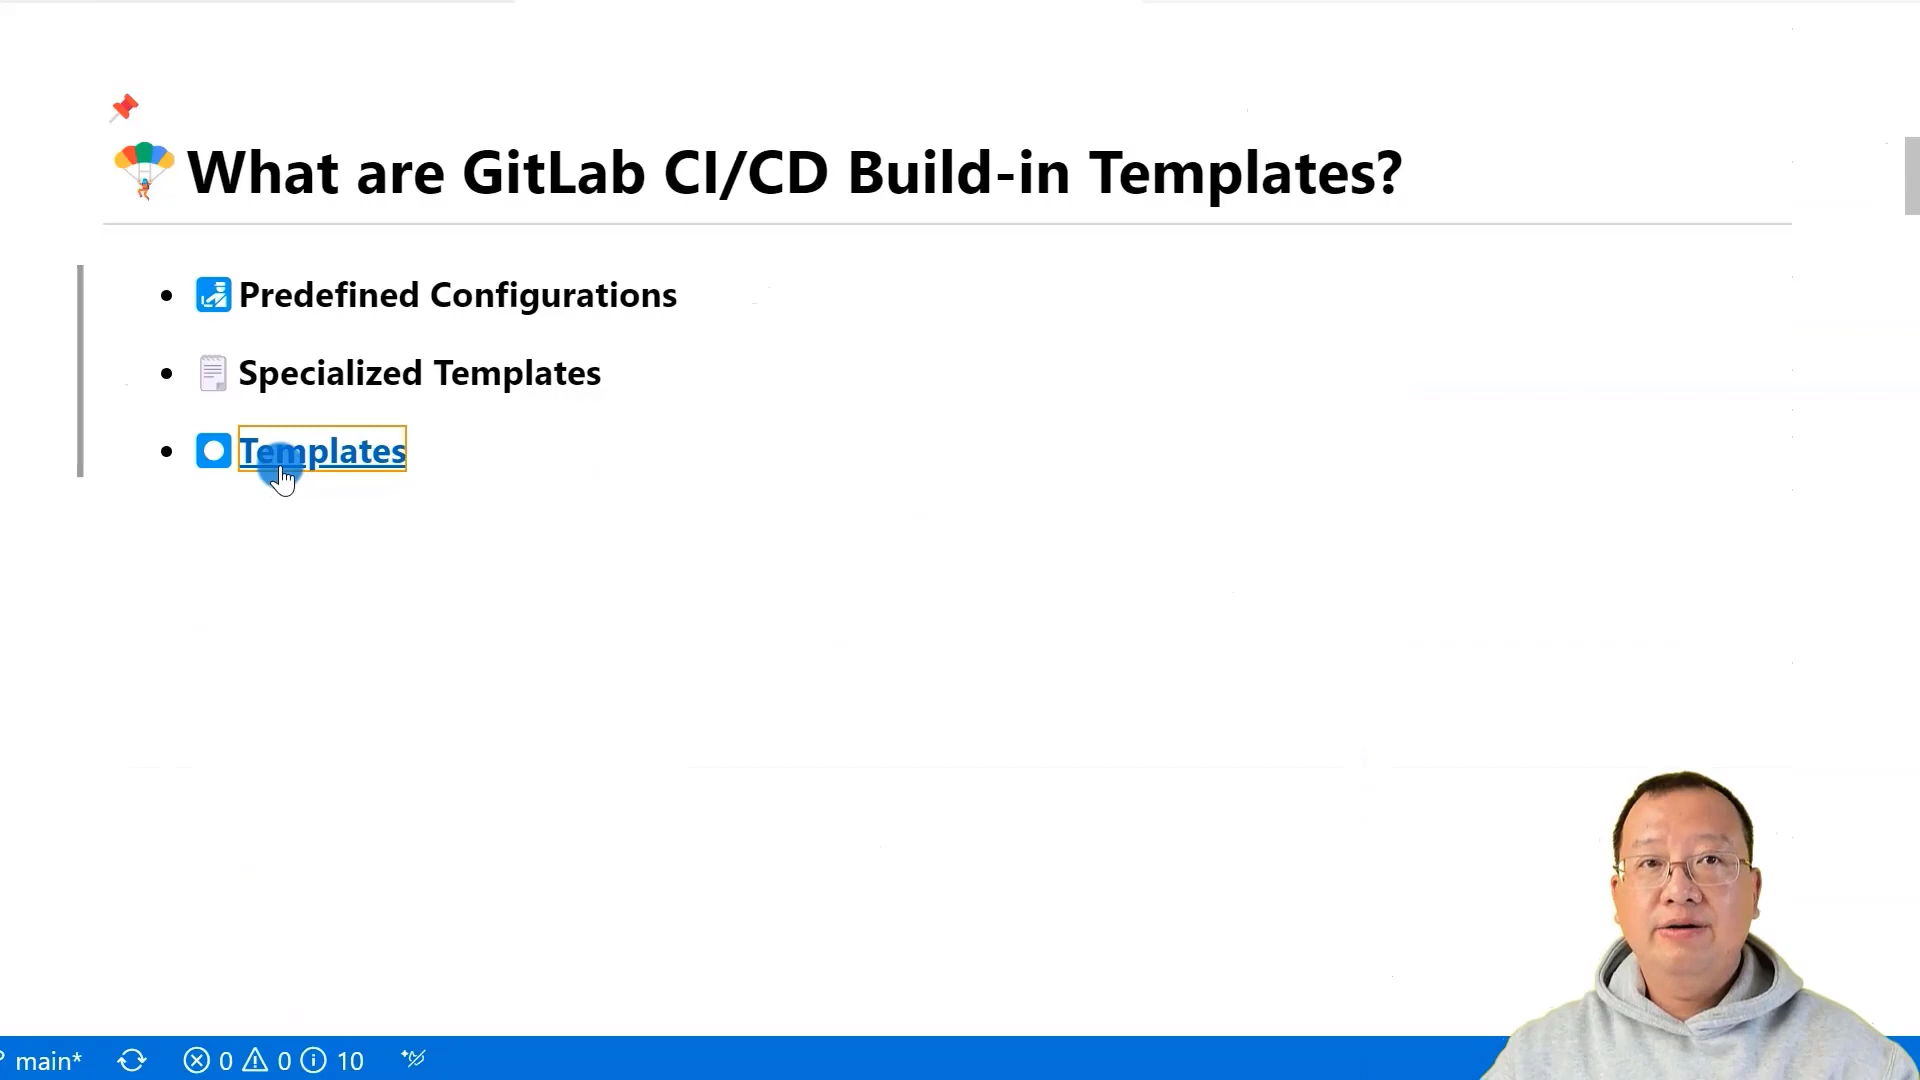 What are GitLab CI/CD Build-in Templates?
Predefined Configurations
Specialized Templates
Templates
main* 0 0 10